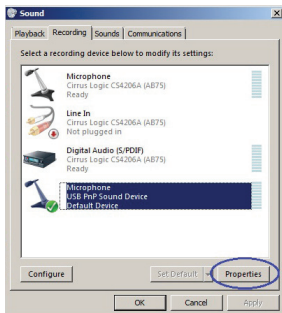 Sound
Playback Recording Sounds Communications
Select a recording device below to modify its settings:
Microphone
Cirrus Logic CS4206A (AB75)
Ready
Line In
Cirrus Logic CS4206A (AB75)
Not plugged in
Digital Audio (S/PDIF)
Cirrus Logic CS4206A (AB75)
Ready
Microphone
USB PnP Sound Device
Default Device
Configure Set Default Properties
OK Cancel Apply